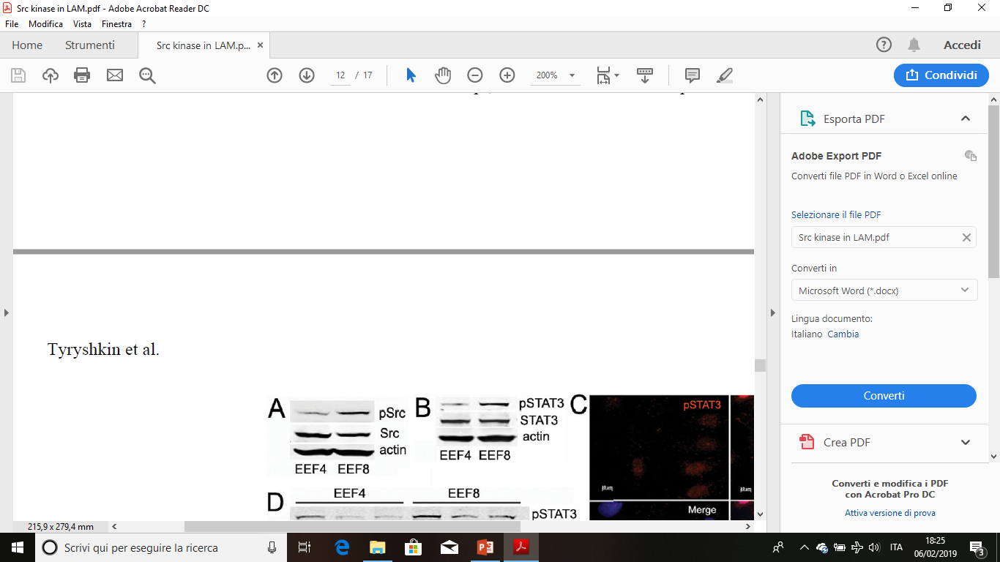 Src kinase in LAM.pdf - Adobe Acrobat Reader DC
File Modifica Vista Finestra ?
Home Strumenti Src kinase in LAM.p... × Accedi
12 / 17 200% Condividi
Esporta PDF
Adobe Export PDF
Converti file PDF in Word o Excel online
Selezionare il file PDF
Src kinase in LAM.pdf
Converti in
Microsoft Word (*.docx)
Lingua documento:
Italiano Cambia
Converti
Crea PDF
Converti e modifica i PDF
con Acrobat Pro DC
Attiva versione di prova
Tyryshkin et al.
A pSrc
Src
actin
EEF4 EEF8
B pSTAT3
STAT3
actin
EEF4 EEF8
C pSTAT3
Merge
D EEF4 EEF8
pSTAT3
215,9 x 279,4 mm
Scrivi qui per eseguire la ricerca
ITA
18:25
06/02/2019
3